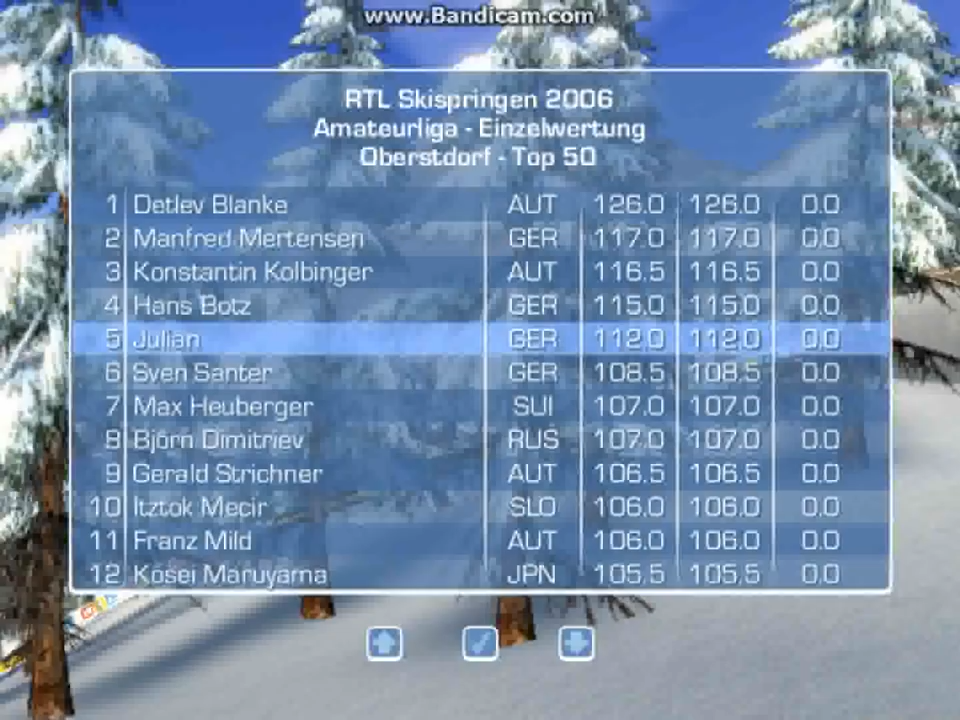 www.Bandicam.com
RTL Skispringen 2006
Amateurliga - Einzelwertung
Oberstdorf - Top 50
1 Detlev Blanke AUT 126.0 126.0 0.0
2 Manfred Mertensen GER 117.0 117.0 0.0
3 Konstantin Kolbinger AUT 116.5 116.5 0.0
4 Hans Botz GER 115.0 115.0 0.0
5 Julian GER 112.0 112.0 0.0
6 Sven Santer GER 108.5 108.5 0.0
7 Max Heuberger SUI 107.0 107.0 0.0
8 Björn Dimitriev RUS 107.0 107.0 0.0
9 Gerald Strichner AUT 106.5 106.5 0.0
10 Itztok Mecir SLO 106.0 106.0 0.0
11 Franz Mild AUT 106.0 106.0 0.0
12 Kosei Maruyama JPN 105.5 105.5 0.0